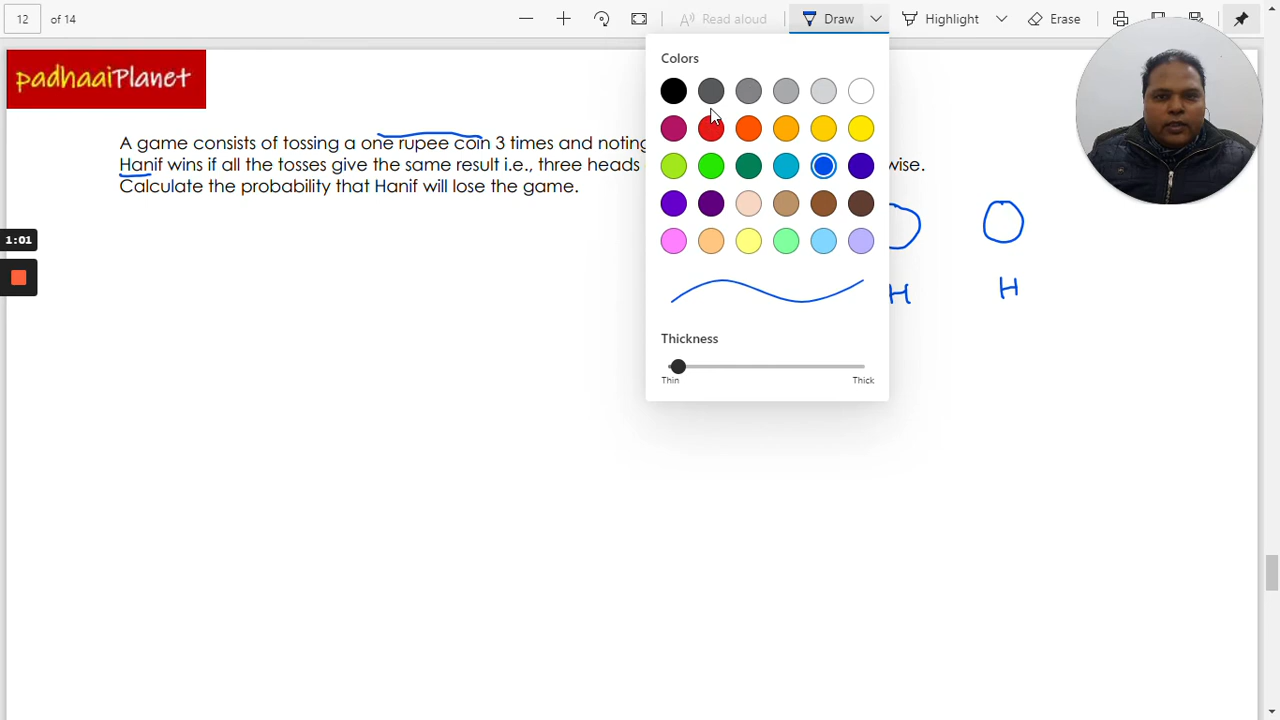 12 of 14
Read aloud
Draw
Highlight
Erase
padhaaiPlanet
Colors
A game consists of tossing a one rupee coin 3 times and noting
Hanif wins if all the tosses give the same result i.e., three heads
wise.
Calculate the probability that Hanif will lose the game.
1:01
H H
Thickness
Thin Thick